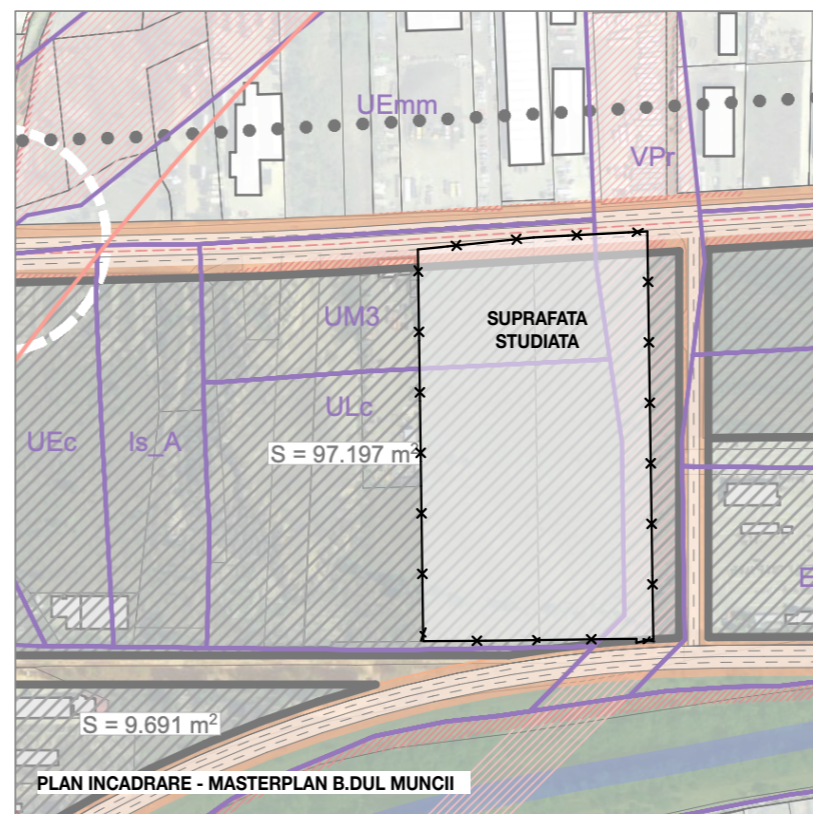 UEmm
VPr
UM3
SUPRAFATA
STUDIATA
ULc
UEc
Is_A
S = 97.197 m²
E
S = 9.691 m²
PLAN INCADRARE - MASTERPLAN B.DUL MUNCII